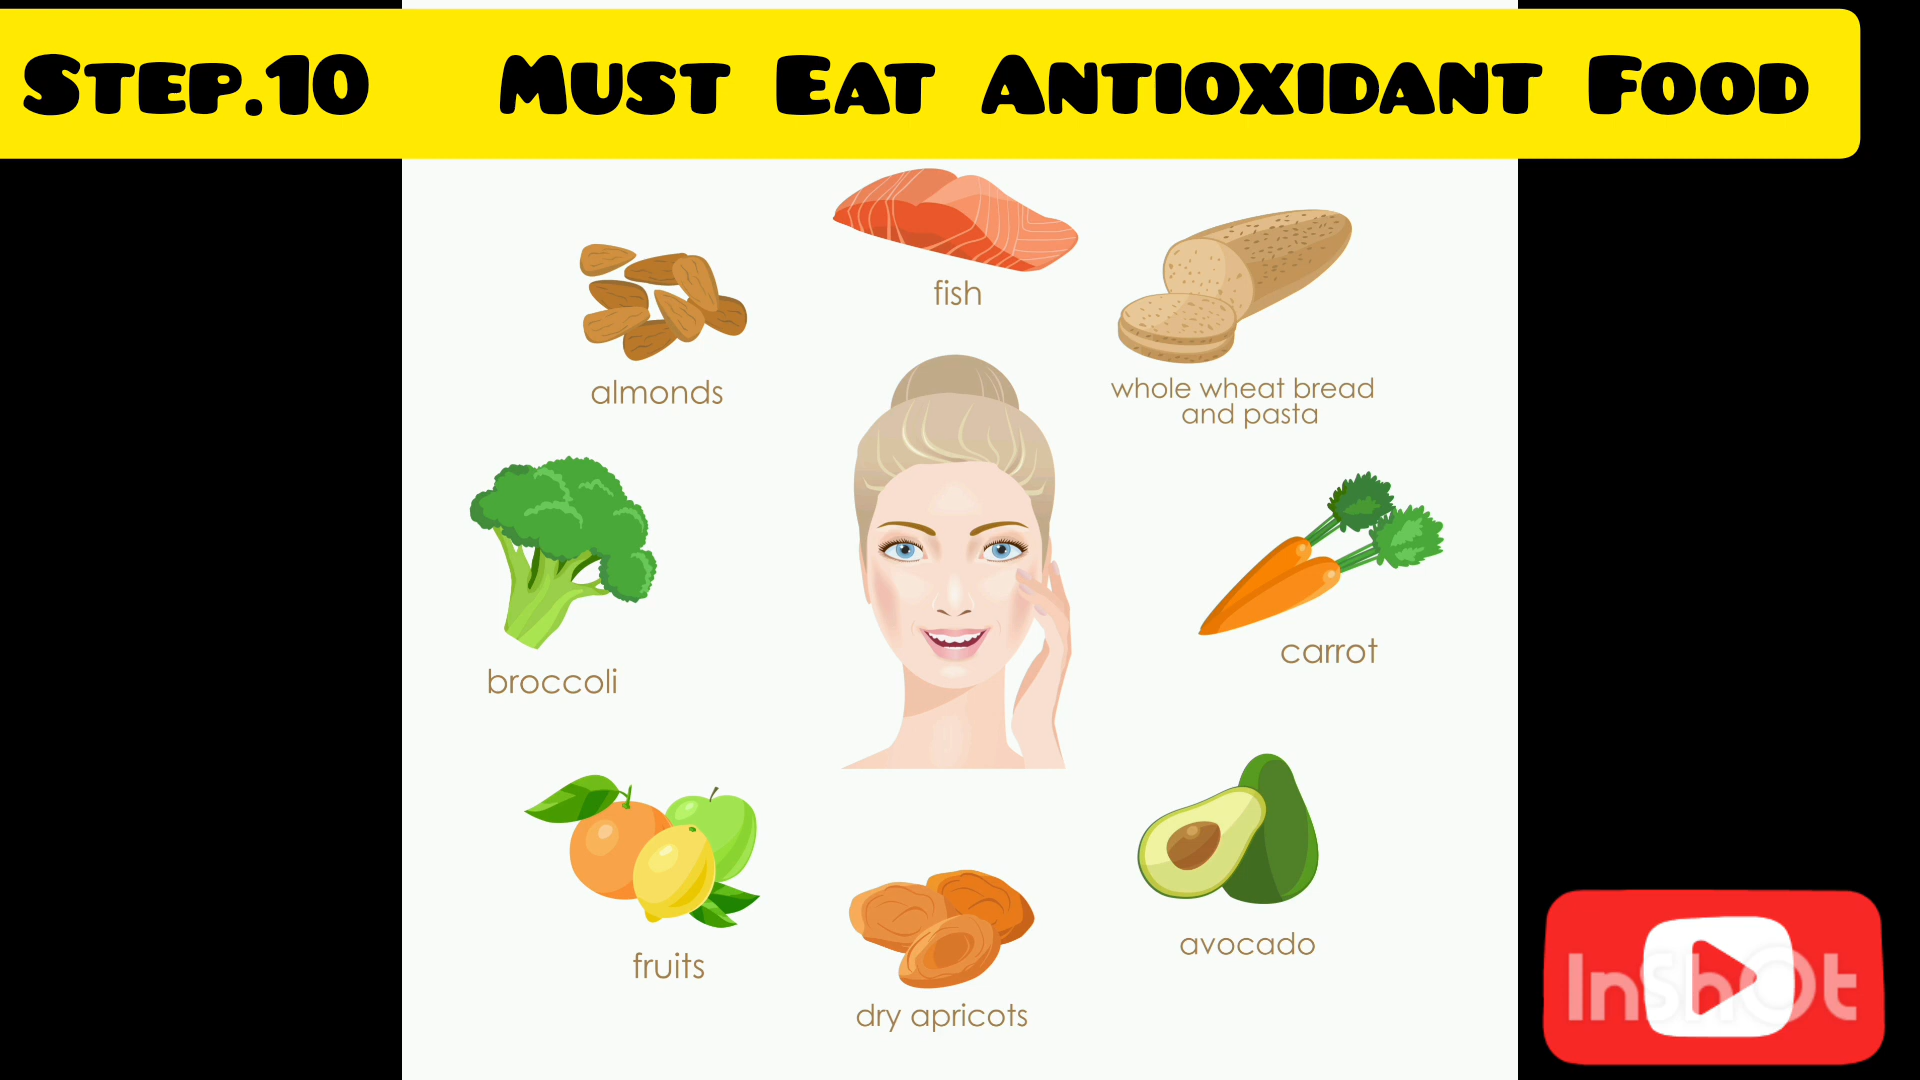 Step.10 Must Eat Antioxidant Food
fish
almonds
whole wheat bread
and pasta
broccoli
carrot
fruits
avocado
dry apricots
InShOt